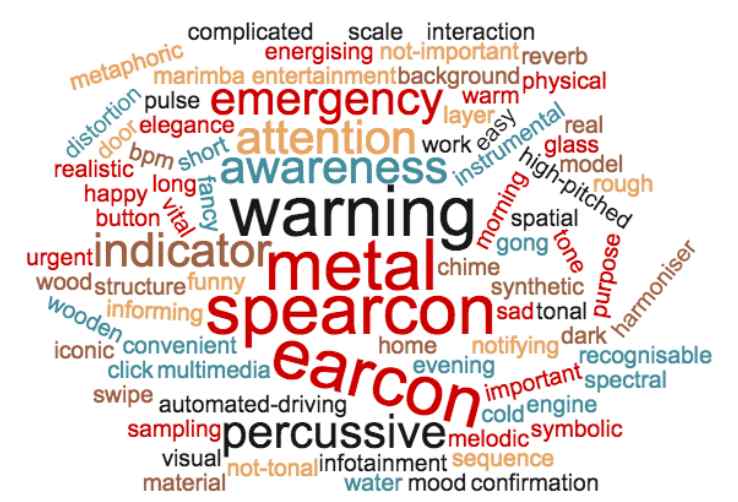 complicated scale interaction
energising not-important reverb
metaphoric
marimba entertainment background physical
distortion pulse emergency warm
layer easy instrumental
door elegance attention work real
glass
bpm short awareness high-pitched model
realistic long fancy rough
happy vital warning morning spatial
button gong tone purpose
urgent indicator metal chime harmoniser
wood structure funny synthetic
wooden informing spearcon sad tonal
iconic convenient home notifying dark
earcon recognisable
click multimedia evening important spectral
swipe automated-driving cold engine
sampling percussive melodic symbolic
visual not-tonal infotainment sequence
material water mood confirmation